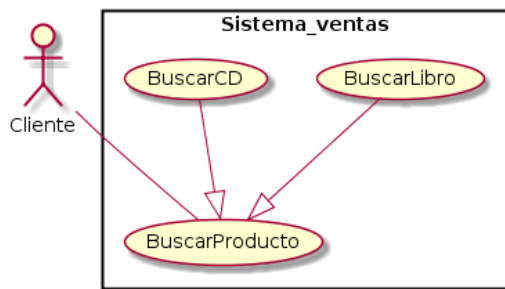 Sistema_ventas
BuscarCD
BuscarLibro
Cliente
BuscarProducto